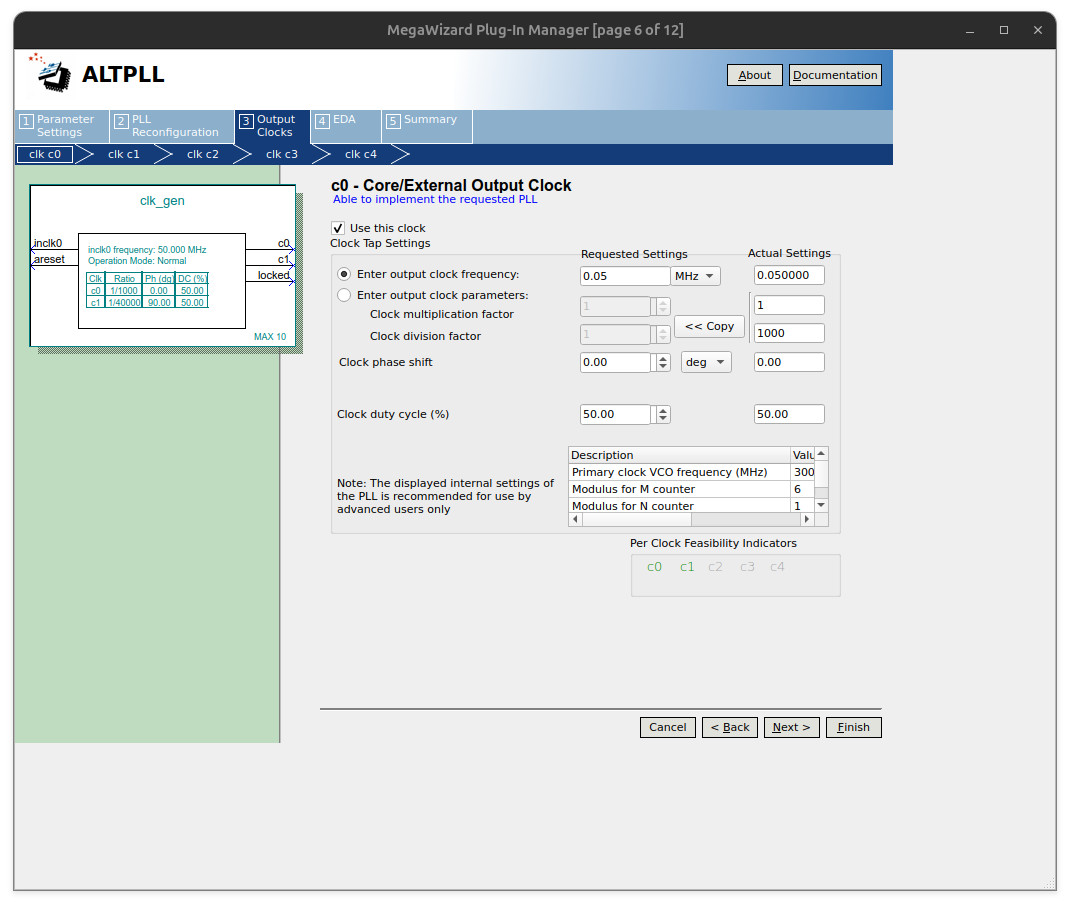 MegaWizard Plug-In Manager [page 6 of 12]
ALTPLL
About
Documentation
1 Parameter Settings
2 PLL Reconfiguration
3 Output Clocks
4 EDA
5 Summary
clk c0
clk c1
clk c2
clk c3
clk c4
clk_gen
inclk0
areset
c0
c1
locked
inclk0 frequency: 50.000 MHz
Operation Mode: Normal
Clk Ratio Ph (dg) DC (%)
c0 1/1000 0.00 50.00
c1 1/40000 90.00 50.00
MAX 10
c0 - Core/External Output Clock
Able to implement the requested PLL
Use this clock
Clock Tap Settings
Requested Settings
Actual Settings
Enter output clock frequency:
0.05
MHz
0.050000
Enter output clock parameters:
Clock multiplication factor
1
1
<< Copy
Clock division factor
1
1000
Clock phase shift
0.00
deg
0.00
Clock duty cycle (%)
50.00
50.00
Note: The displayed internal settings of
the PLL is recommended for use by
advanced users only
Description Valu
Primary clock VCO frequency (MHz) 300
Modulus for M counter 6
Modulus for N counter 1
Per Clock Feasibility Indicators
c0 c1 c2 c3 c4
Cancel
< Back
Next >
Finish